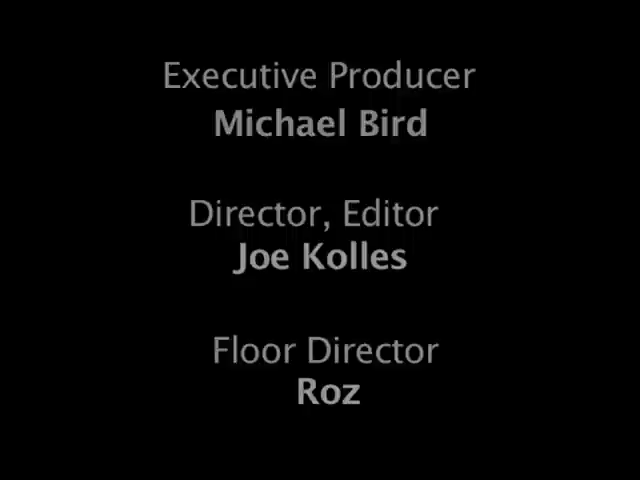 Executive Producer
Michael Bird
Director, Editor
Joe Kolles
Floor Director
Roz